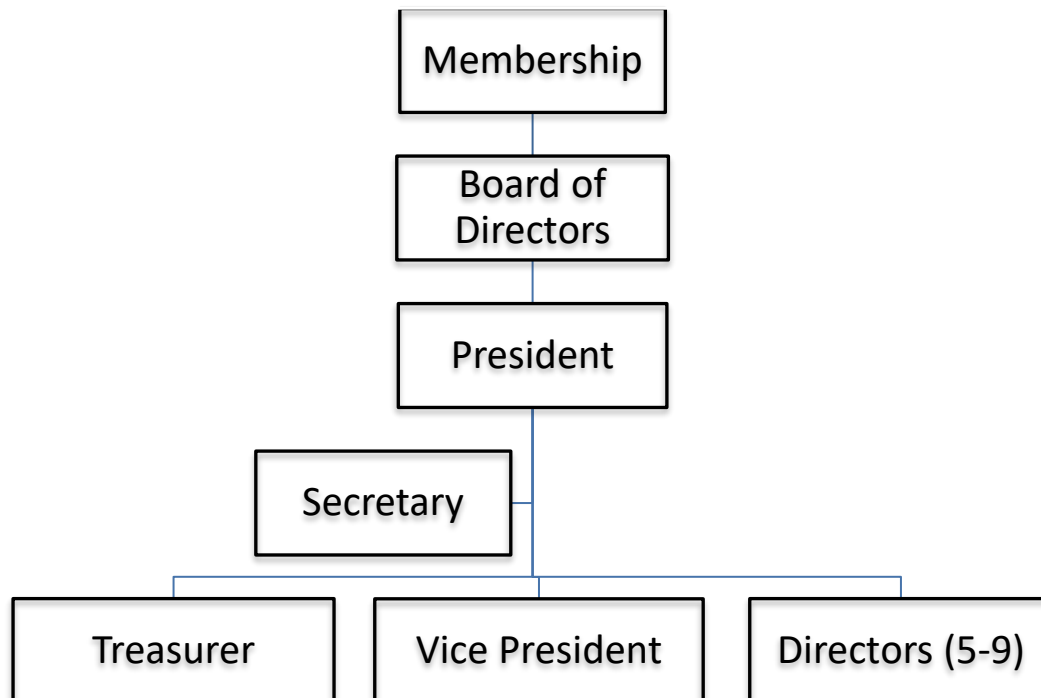 Membership
Board of
Directors
President
Secretary
Treasurer
Vice President
Directors (5-9)